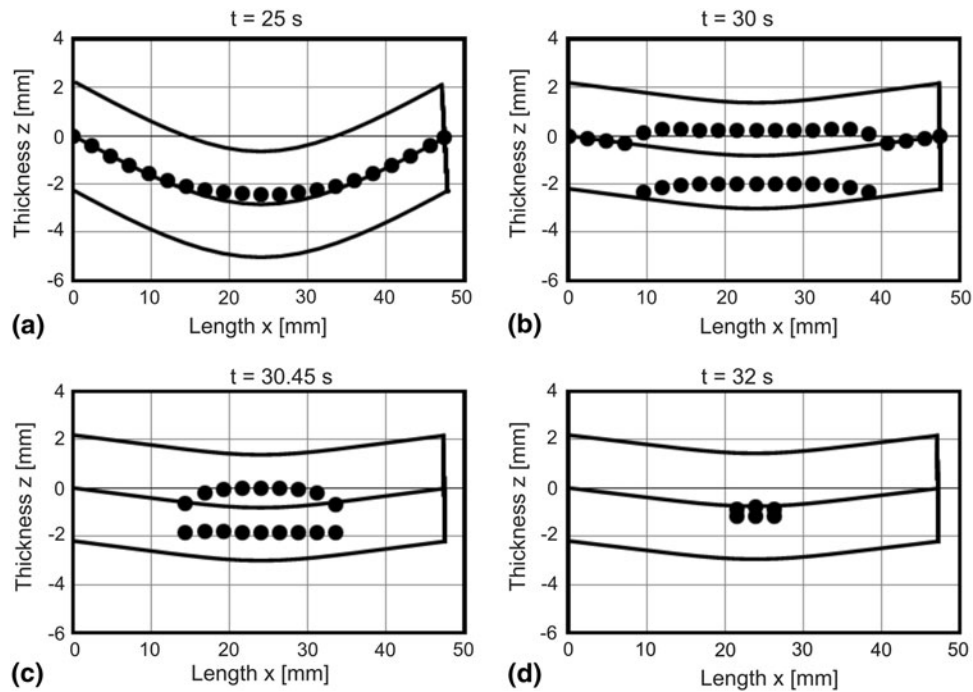 t = 25 s
4
2
0
-2
-4
-6
Thickness z [mm]
0 10 20 30 40 50
Length x [mm]
(a)
t = 30 s
4
2
0
-2
-4
-6
Thickness z [mm]
0 10 20 30 40 50
Length x [mm]
(b)
t = 30.45 s
4
2
0
-2
-4
-6
Thickness z [mm]
0 10 20 30 40 50
Length x [mm]
(c)
t = 32 s
4
2
0
-2
-4
-6
Thickness z [mm]
0 10 20 30 40 50
Length x [mm]
(d)